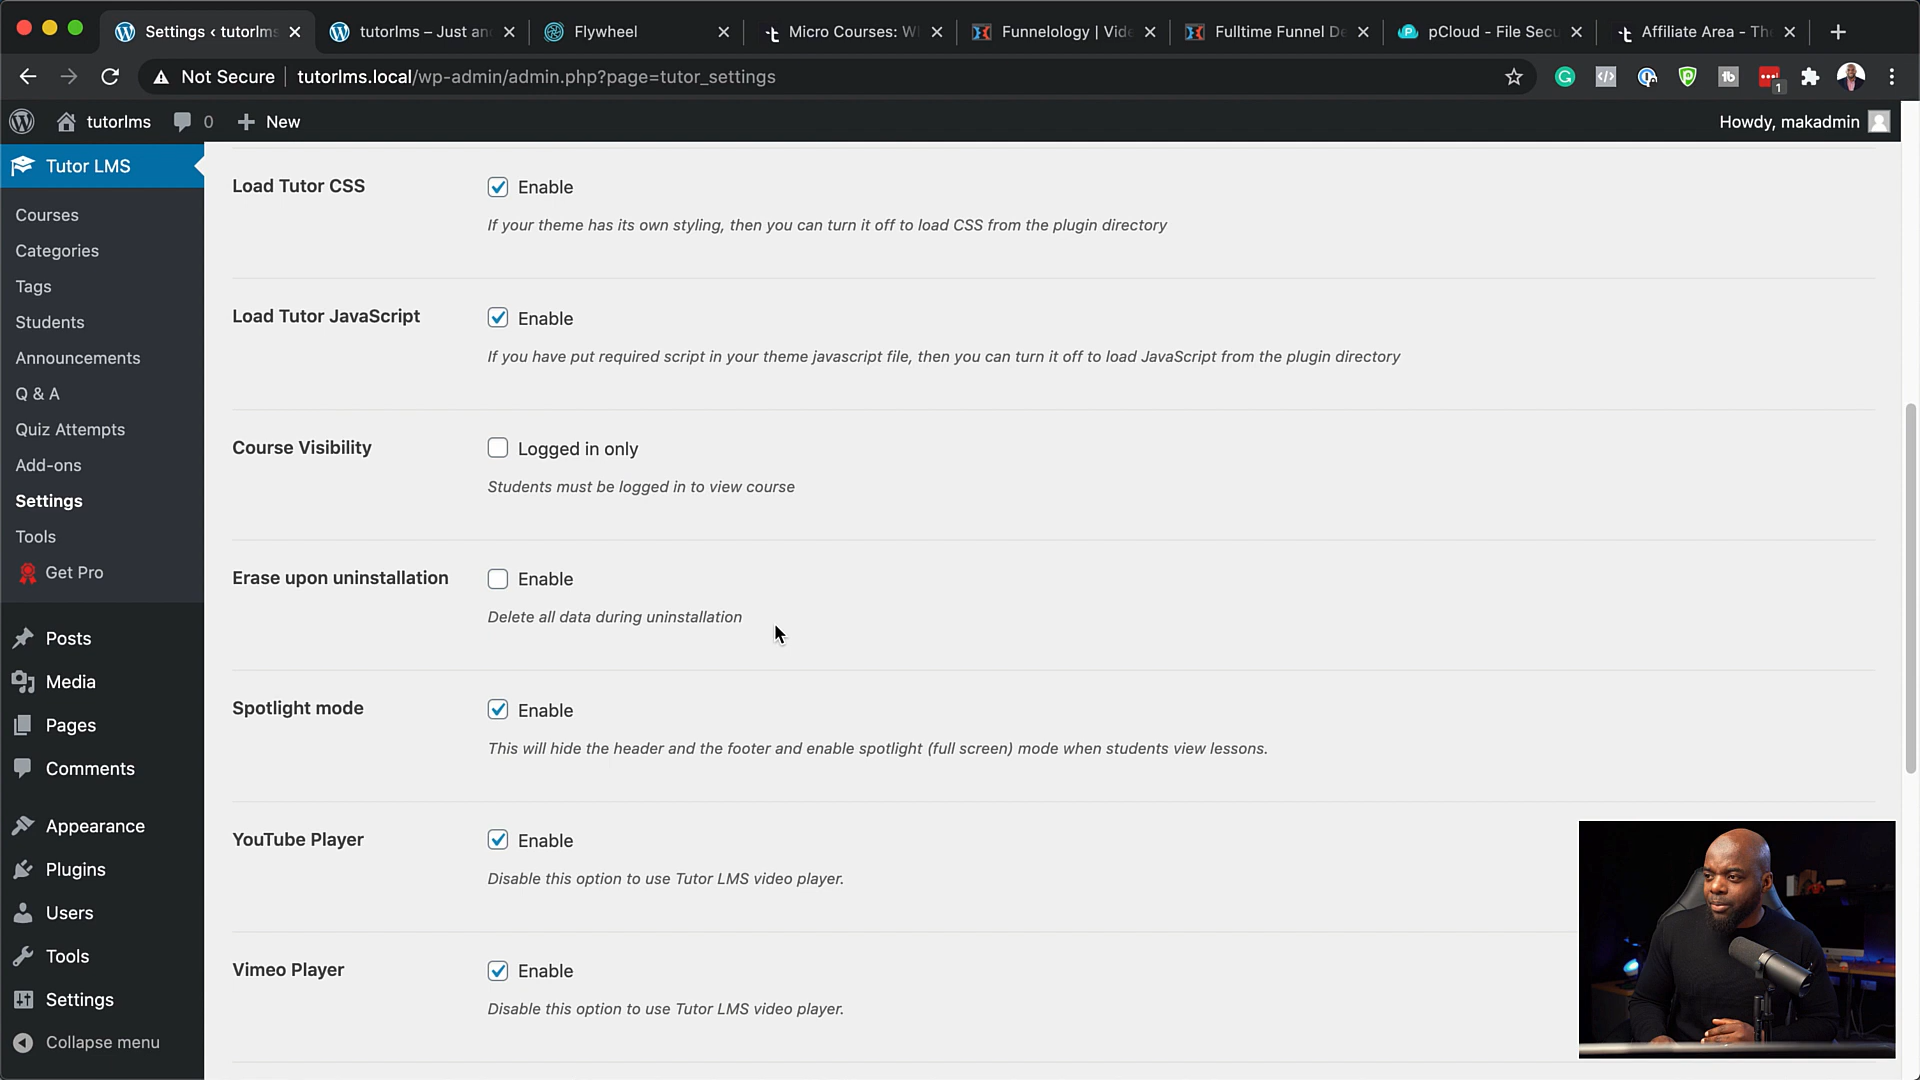 Settings ‹ tutorlms
tutorlms – Just an
Flywheel
Micro Courses: W
Funnelology | Vide
Fulltime Funnel De
pCloud - File Secu
Affiliate Area - The
Not Secure
tutorlms.local/wp-admin/admin.php?page=tutor_settings
1
tutorlms
0
New
Howdy, makadmin
Tutor LMS
Courses
Categories
Tags
Students
Announcements
Q & A
Quiz Attempts
Add-ons
Settings
Tools
Get Pro
Posts
Media
Pages
Comments
Appearance
Plugins
Users
Tools
Settings
Collapse menu
Load Tutor CSS
Enable
If your theme has its own styling, then you can turn it off to load CSS from the plugin directory
Load Tutor JavaScript
Enable
If you have put required script in your theme javascript file, then you can turn it off to load JavaScript from the plugin directory
Course Visibility
Logged in only
Students must be logged in to view course
Erase upon uninstallation
Enable
Delete all data during uninstallation
Spotlight mode
Enable
This will hide the header and the footer and enable spotlight (full screen) mode when students view lessons.
YouTube Player
Enable
Disable this option to use Tutor LMS video player.
Vimeo Player
Enable
Disable this option to use Tutor LMS video player.